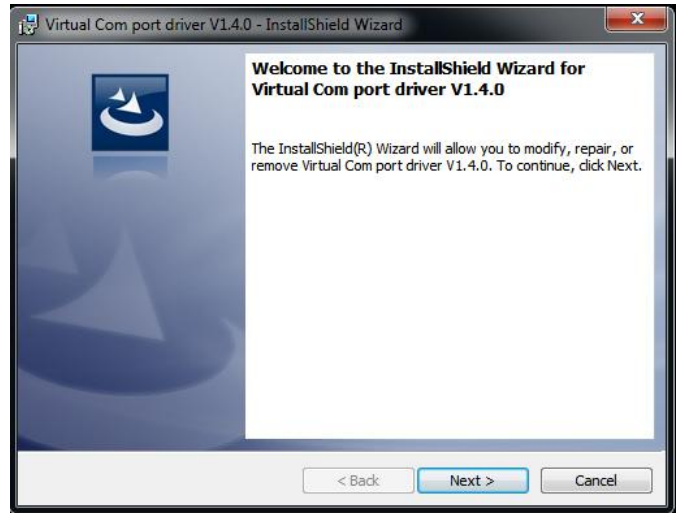 Virtual Com port driver V1.4.0 - InstallShield Wizard
Welcome to the InstallShield Wizard for
Virtual Com port driver V1.4.0
The InstallShield(R) Wizard will allow you to modify, repair, or
remove Virtual Com port driver V1.4.0. To continue, click Next.
< Back Next > Cancel